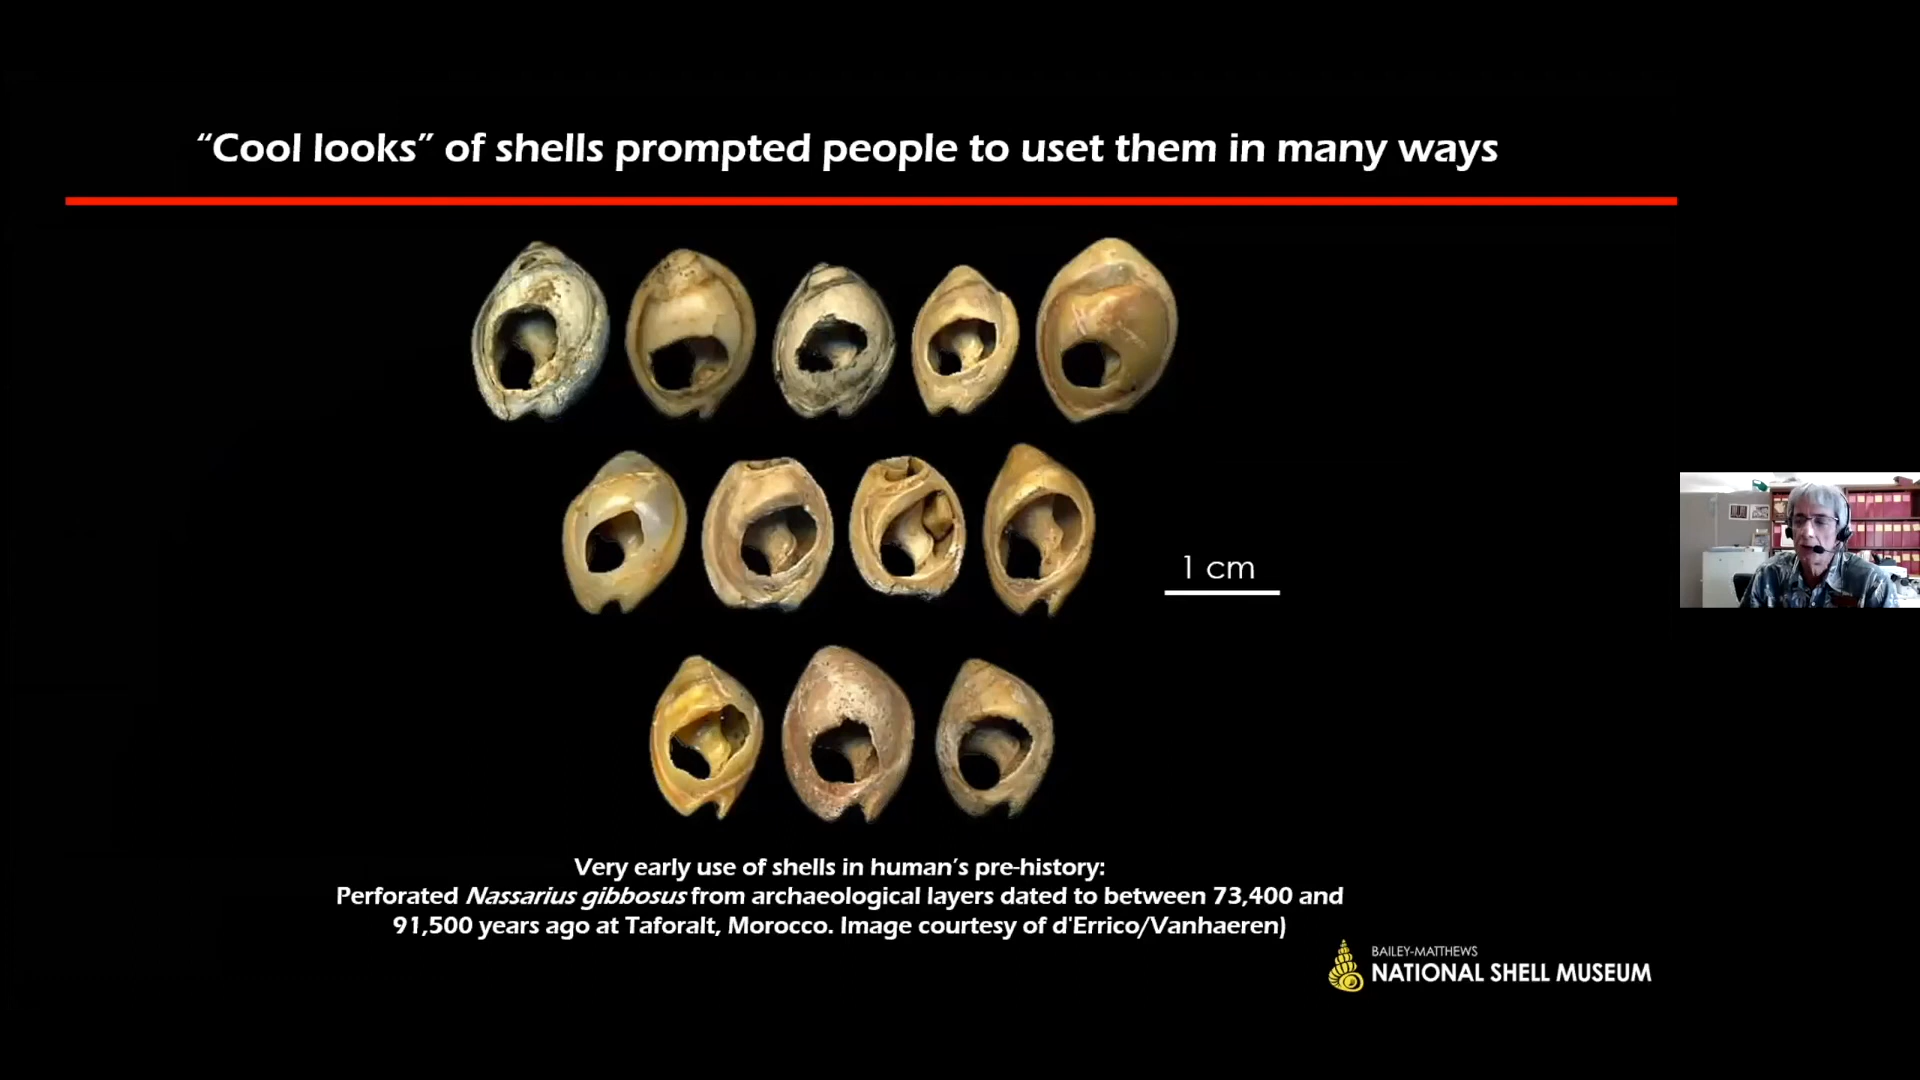 “Cool looks” of shells prompted people to uset them in many ways
1 cm
Very early use of shells in human’s pre-history:
Perforated Nassarius gibbosus from archaeological layers dated to between 73,400 and
91,500 years ago at Taforalt, Morocco. Image courtesy of d'Errico/Vanhaeren)
BAILEY-MATTHEWS
NATIONAL SHELL MUSEUM